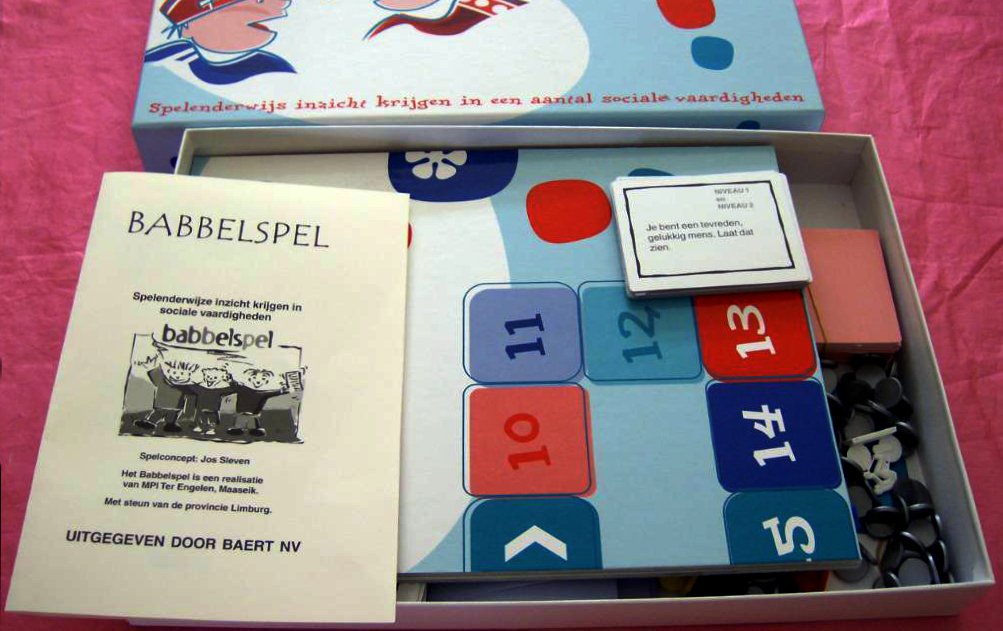 Spelenderwijs inzicht krijgen in een aantal sociale vaardigheden
BABBELSPEL
Spelenderwijze inzicht krijgen in
sociale vaardigheden
babbelspel
Spelconcept: Jos Sleven
Het Babbelspel is een realisatie
van MPI Ter Engelen, Maaseik.
Met steun van de provincie Limburg.
UITGEGEVEN DOOR BAERT NV
NIVEAU 1
en
NIVEAU 2
Je bent een tevreden,
gelukkig mens. Laat dat
zien.
11
12
13
10
14
15